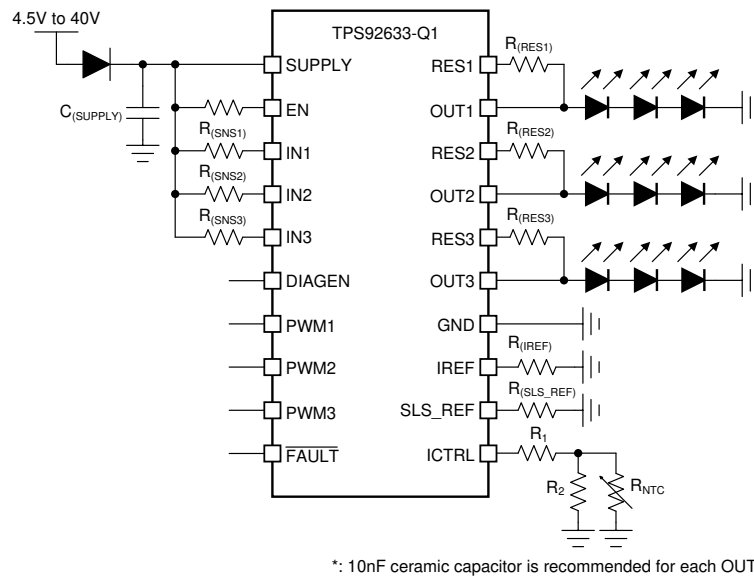 4.5V to 40V
TPS92633-Q1
SUPPLY
EN
IN1
IN2
IN3
DIAGEN
PWM1
PWM2
PWM3
FAULT
C(SUPPLY)
R(SNS1)
R(SNS2)
R(SNS3)
RES1
OUT1
RES2
OUT2
RES3
OUT3
GND
IREF
SLS_REF
ICTRL
R(RES1)
R(RES2)
R(RES3)
R(IREF)
R(SLS_REF)
R1
R2
RNTC
*: 10nF ceramic capacitor is recommended for each OUT